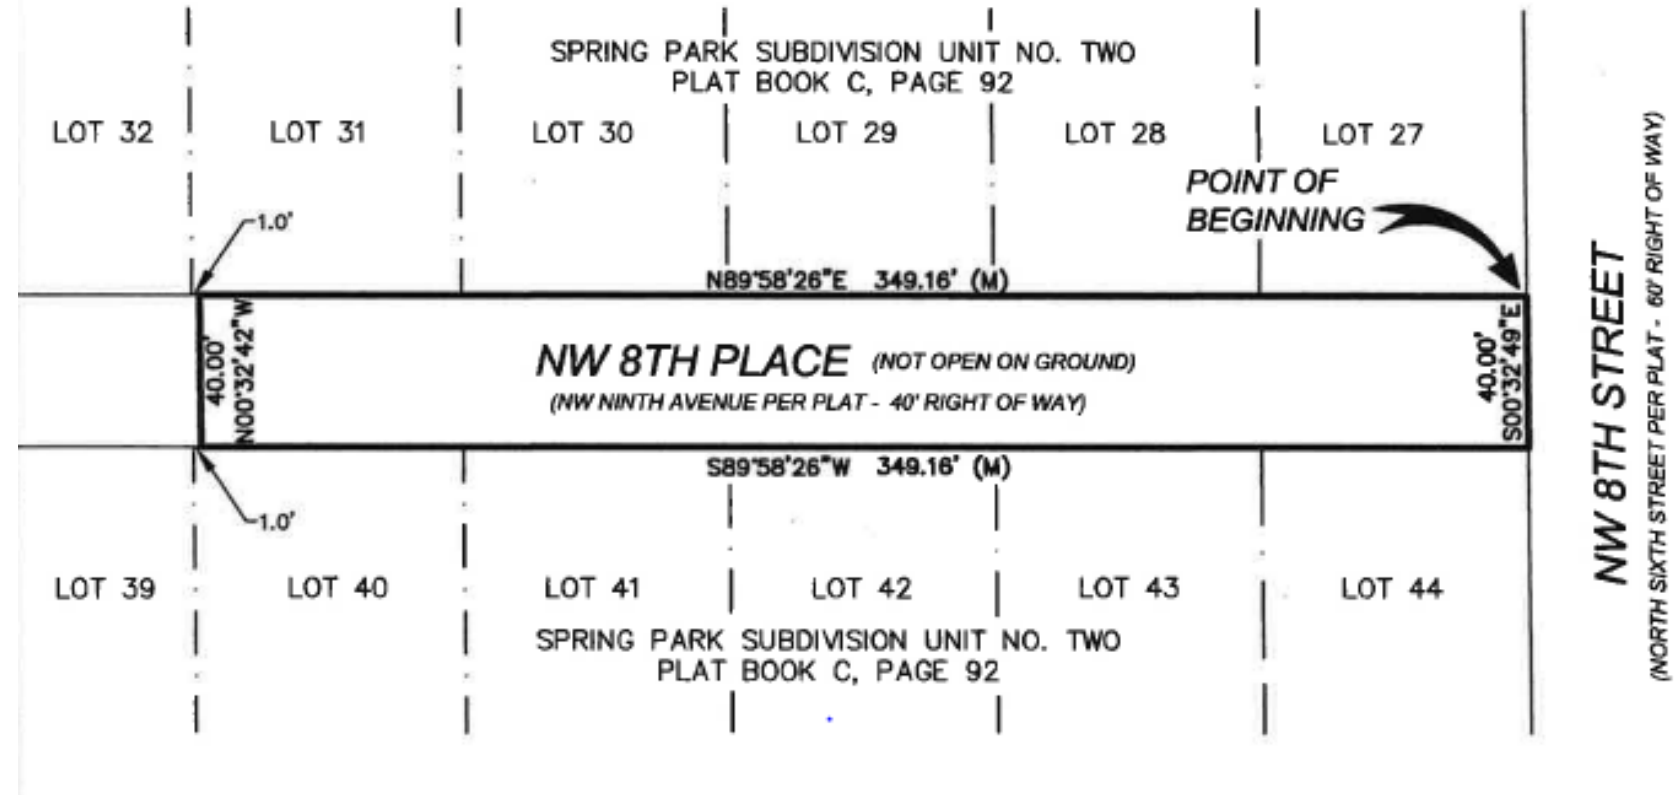 SPRING PARK SUBDIVISION UNIT NO. TWO
PLAT BOOK C, PAGE 92
LOT 32
LOT 31
LOT 30
LOT 29
LOT 28
LOT 27
POINT OF
BEGINNING
1.0'
N89°58'26"E 349.16' (M)
40.00'
N00°32'42"W
NW 8TH PLACE (NOT OPEN ON GROUND)
(NW NINTH AVENUE PER PLAT - 40' RIGHT OF WAY)
40.00'
S00°32'49"E
S89°58'26"W 349.16' (M)
1.0'
LOT 39
LOT 40
LOT 41
LOT 42
LOT 43
LOT 44
SPRING PARK SUBDIVISION UNIT NO. TWO
PLAT BOOK C, PAGE 92
NW 8TH STREET
(NORTH SIXTH STREET PER PLAT - 60' RIGHT OF WAY)